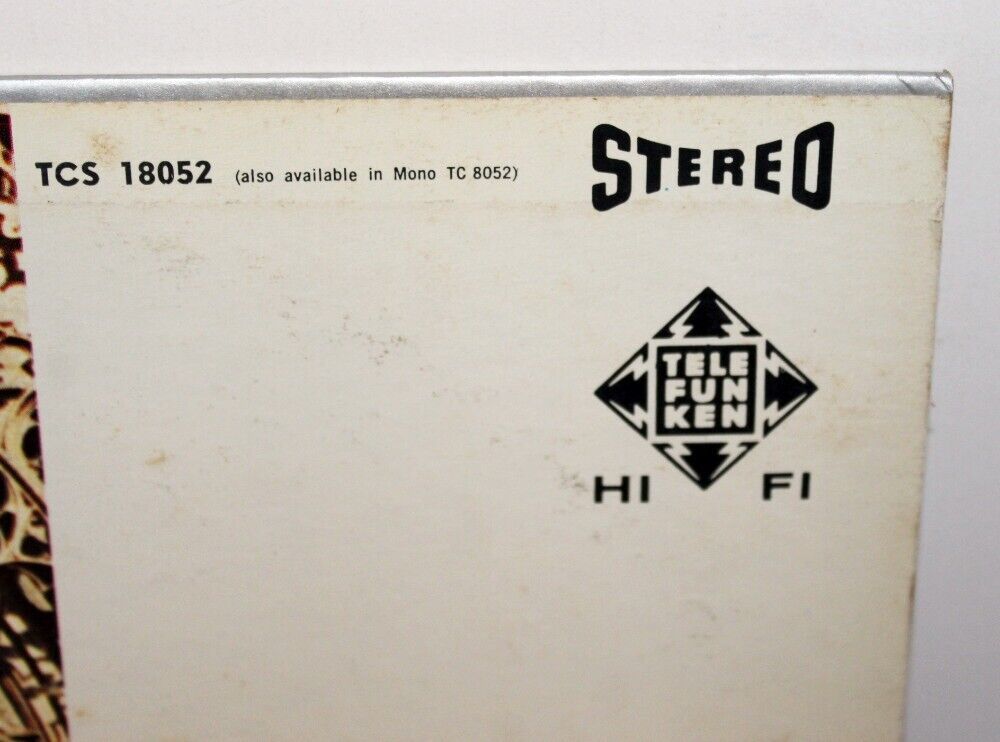 TCS 18052 (also available in Mono TC 8052)
STEREO
TELE
FUN
KEN
HI FI